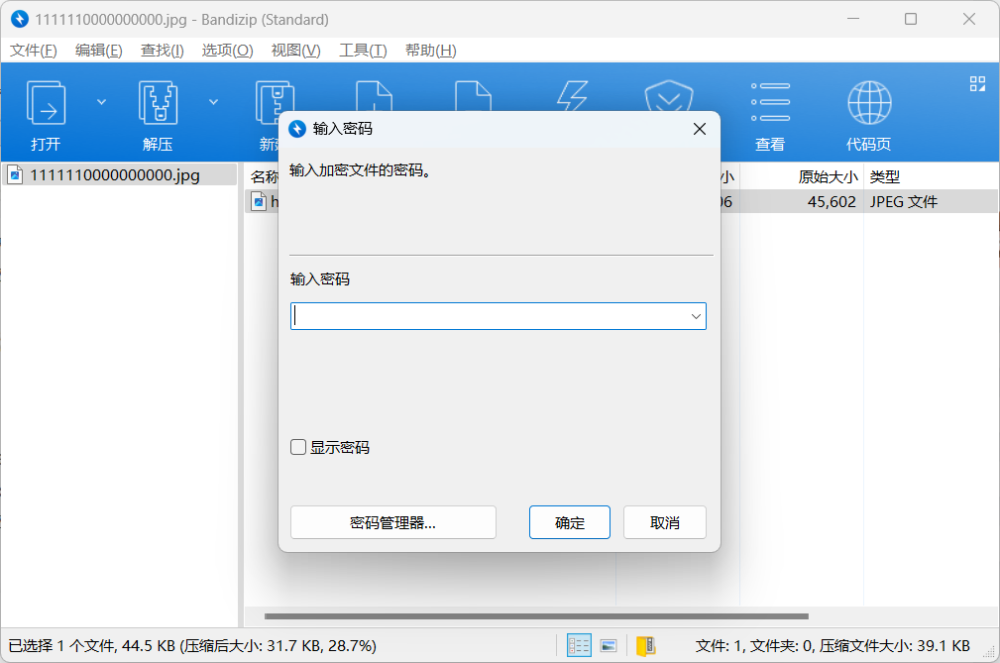 1111110000000000.jpg - Bandizip (Standard)
文件(F) 编辑(E) 查找(I) 选项(O) 视图(V) 工具(T) 帮助(H)
打开 解压 新 查看 代码页
1111110000000000.jpg
名称 小 原始大小 类型
h 06 45,602 JPEG 文件
输入密码
输入加密文件的密码。
输入密码
显示密码
密码管理器... 确定 取消
已选择 1 个文件, 44.5 KB (压缩后大小: 31.7 KB, 28.7%) 文件: 1, 文件夹: 0, 压缩文件大小: 39.1 KB